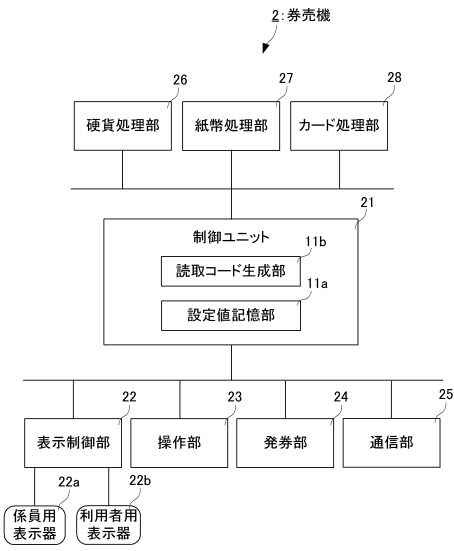 2:券売機
26
27
28
硬貨処理部
紙幣処理部
カード処理部
21
制御ユニット
11b
読取コード生成部
11a
設定値記憶部
22
23
24
25
表示制御部
操作部
発券部
通信部
22a
22b
係員用
表示器
利用者用
表示器